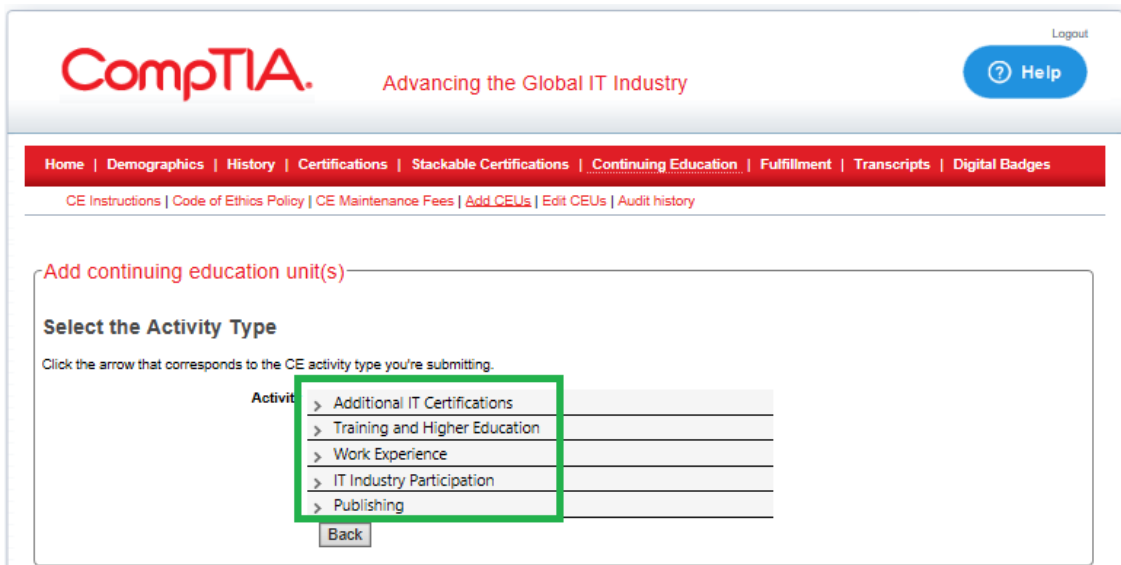 Logout
CompTIA.
Advancing the Global IT Industry
? Help
Home | Demographics | History | Certifications | Stackable Certifications | Continuing Education | Fulfillment | Transcripts | Digital Badges
CE Instructions | Code of Ethics Policy | CE Maintenance Fees | Add CEUs | Edit CEUs | Audit history
Add continuing education unit(s)
Select the Activity Type
Click the arrow that corresponds to the CE activity type you're submitting.
Activit
> Additional IT Certifications
> Training and Higher Education
> Work Experience
> IT Industry Participation
> Publishing
Back